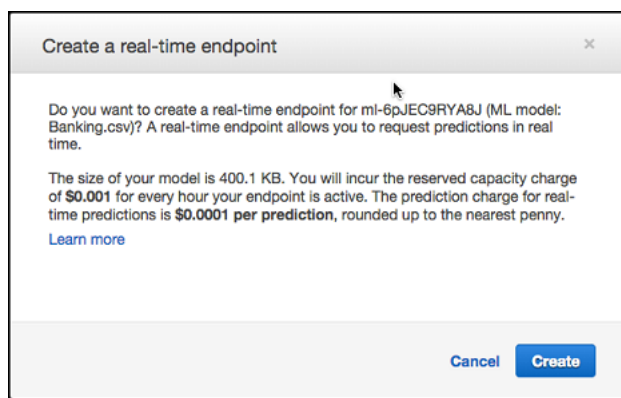 Create a real-time endpoint
×
Do you want to create a real-time endpoint for ml-6pJEC9RYA8J (ML model:
Banking.csv)? A real-time endpoint allows you to request predictions in real
time.
The size of your model is 400.1 KB. You will incur the reserved capacity charge
of $0.001 for every hour your endpoint is active. The prediction charge for real-
time predictions is $0.0001 per prediction, rounded up to the nearest penny.
Learn more
Cancel Create